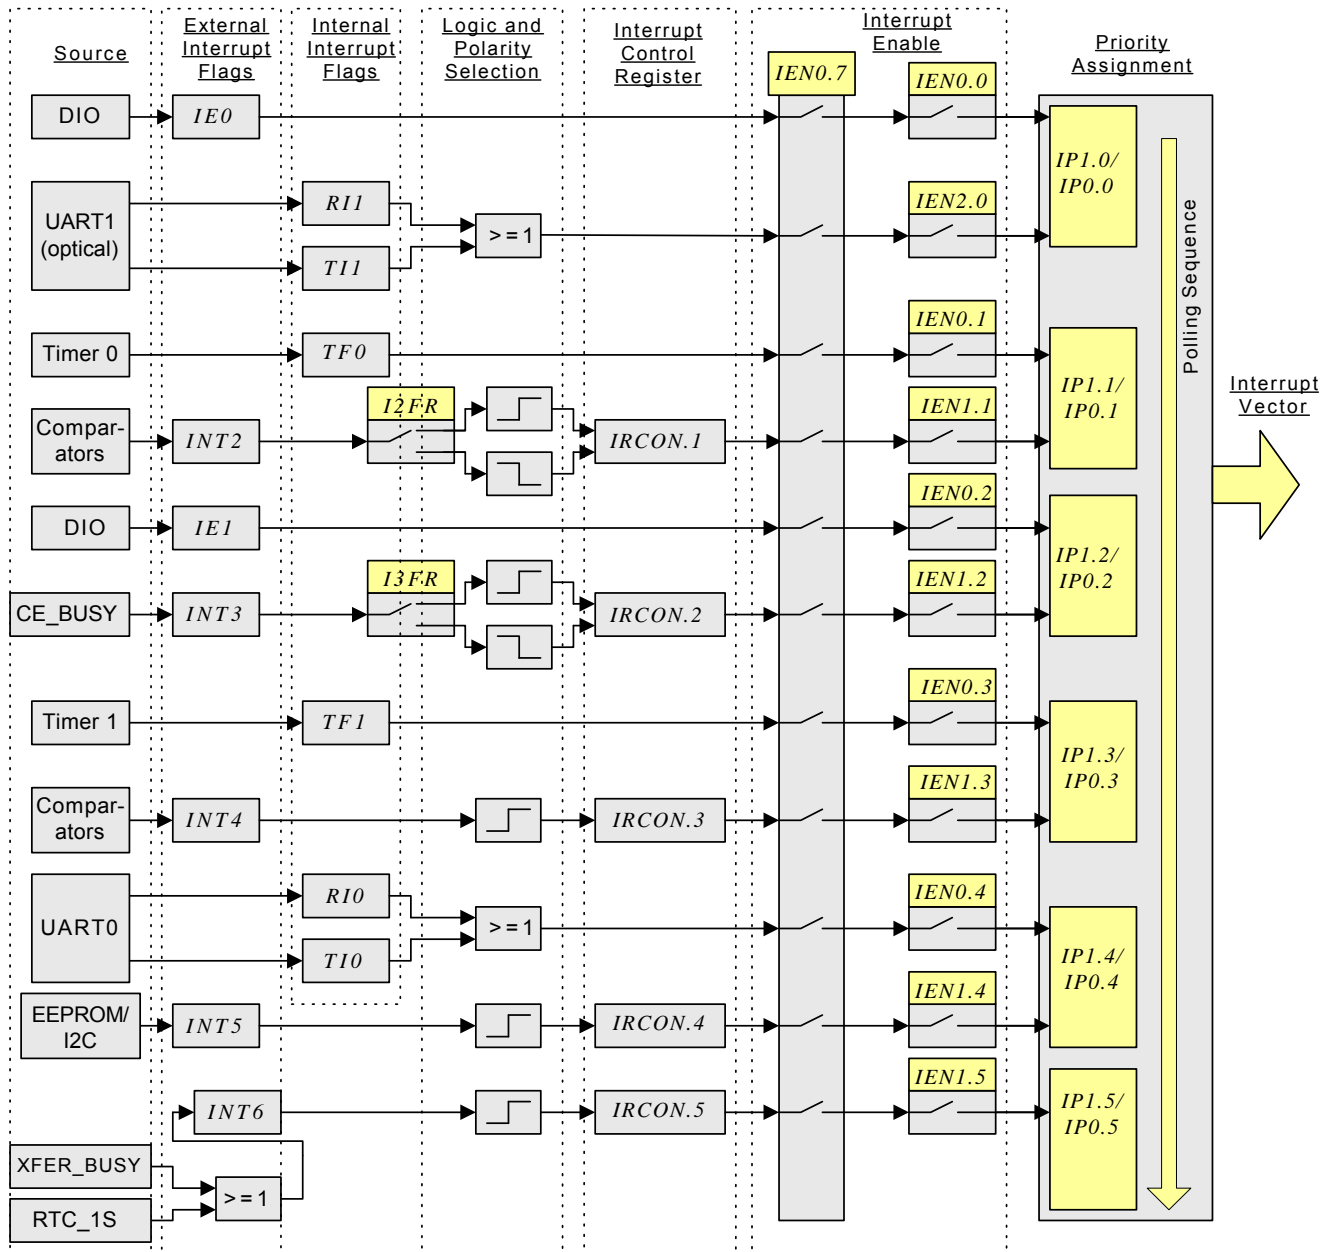 Source
External
Interrupt
Flags
Internal
Interrupt
Flags
Logic and
Polarity
Selection
Interrupt
Control
Register
Interrupt
Enable
Priority
Assignment
IEN0.7
DIO
IE0
IEN0.0
IP1.0/
IP0.0
UART1
(optical)
RI1
TI1
>=1
IEN2.0
Polling Sequence
Timer 0
TF0
IEN0.1
IP1.1/
IP0.1
Compar-
ators
INT2
I2FR
IRCON.1
IEN1.1
Interrupt
Vector
DIO
IE1
IEN0.2
IP1.2/
IP0.2
CE_BUSY
INT3
I3FR
IRCON.2
IEN1.2
Timer 1
TF1
IEN0.3
IP1.3/
IP0.3
Compar-
ators
INT4
IRCON.3
IEN1.3
UART0
RI0
TI0
>=1
IEN0.4
IP1.4/
IP0.4
EEPROM/
I2C
INT5
IRCON.4
IEN1.4
INT6
IRCON.5
IEN1.5
IP1.5/
IP0.5
XFER_BUSY
RTC_1S
>=1